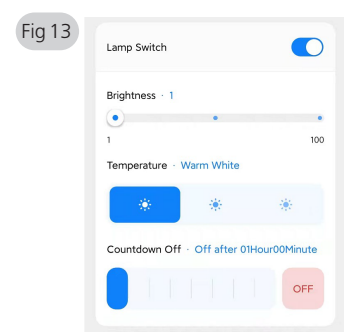 Fig 13
Lamp Switch
Brightness · 1
1 100
Temperature · Warm White
Countdown Off · Off after 01Hour00Minute
OFF